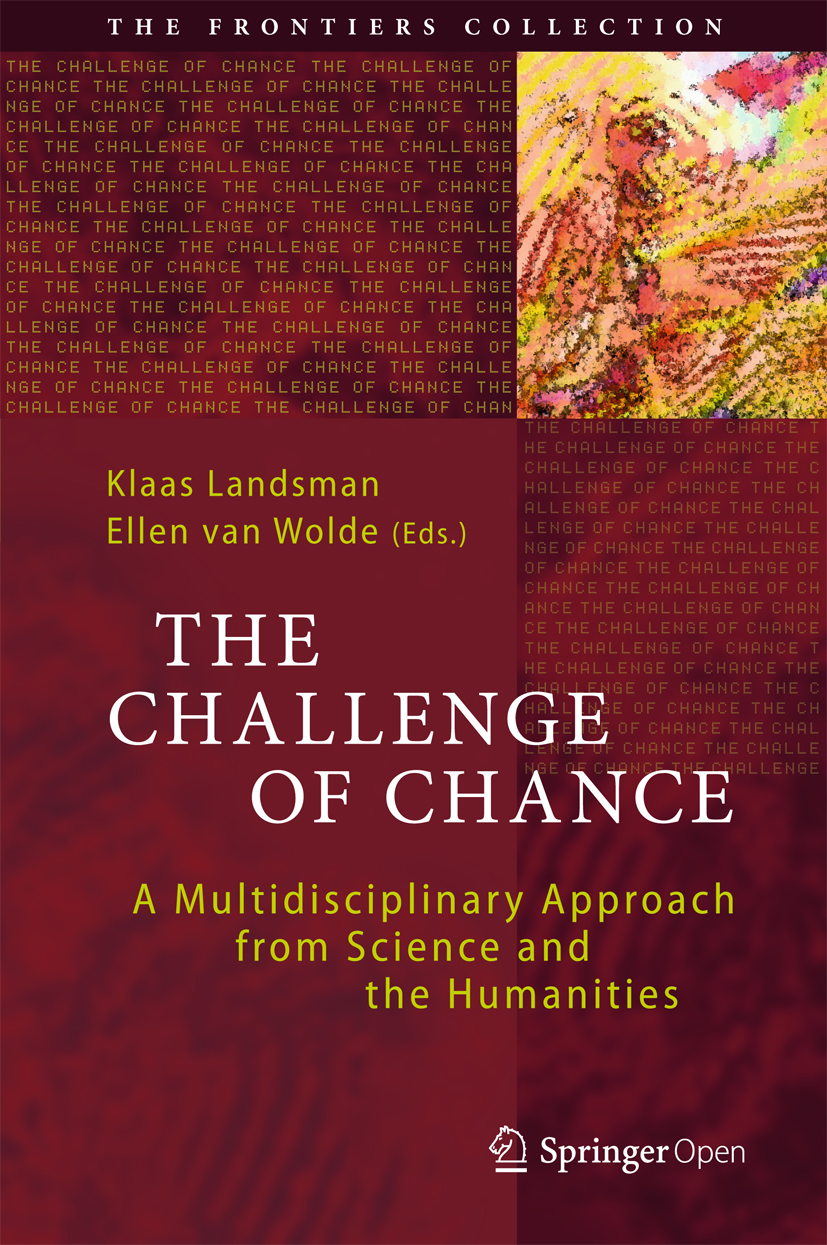 THE FRONTIERS COLLECTION
THE CHALLENGE OF CHANCE THE CHALLENGE OF
CHANCE THE CHALLENGE OF CHANCE THE CHALLE
NGE OF CHANCE THE CHALLENGE OF CHANCE THE
CHALLENGE OF CHANCE THE CHALLENGE OF CHAN
CE THE CHALLENGE OF CHANCE THE CHALLENGE
OF CHANCE THE CHALLENGE OF CHANCE THE CHA
LLENGE OF CHANCE THE CHALLENGE OF CHANCE
THE CHALLENGE OF CHANCE THE CHALLENGE OF
CHANCE THE CHALLENGE OF CHANCE THE CHALLE
NGE OF CHANCE THE CHALLENGE OF CHANCE THE
CHALLENGE OF CHANCE THE CHALLENGE OF CHAN
CE THE CHALLENGE OF CHANCE THE CHALLENGE
OF CHANCE THE CHALLENGE OF CHANCE THE CHA
LLENGE OF CHANCE THE CHALLENGE OF CHANCE
THE CHALLENGE OF CHANCE THE CHALLENGE OF
CHANCE THE CHALLENGE OF CHANCE THE CHALLE
NGE OF CHANCE THE CHALLENGE OF CHANCE THE
CHALLENGE OF CHANCE THE CHALLENGE OF CHAN
THE CHALLENGE OF CHANCE T
HE CHALLENGE OF CHANCE THE
CHALLENGE OF CHANCE THE C
HALLENGE OF CHANCE THE CH
ALLENGE OF CHANCE THE CHAL
LENGE OF CHANCE THE CHALLE
NGE OF CHANCE THE CHALLENGE
OF CHANCE THE CHALLENGE OF
CHANCE THE CHALLENGE OF CH
ANCE THE CHALLENGE OF CHAN
CE THE CHALLENGE OF CHANCE
THE CHALLENGE OF CHANCE T
HE CHALLENGE OF CHANCE THE
CHALLENGE OF CHANCE THE C
HALLENGE OF CHANCE THE CH
ALLENGE OF CHANCE THE CHAL
LENGE OF CHANCE THE CHALLE
NGE OF CHANCE THE CHALLENGE
Klaas Landsman
Ellen van Wolde (Eds.)
THE
CHALLENGE
OF CHANCE
A Multidisciplinary Approach
from Science and
the Humanities
Springer Open